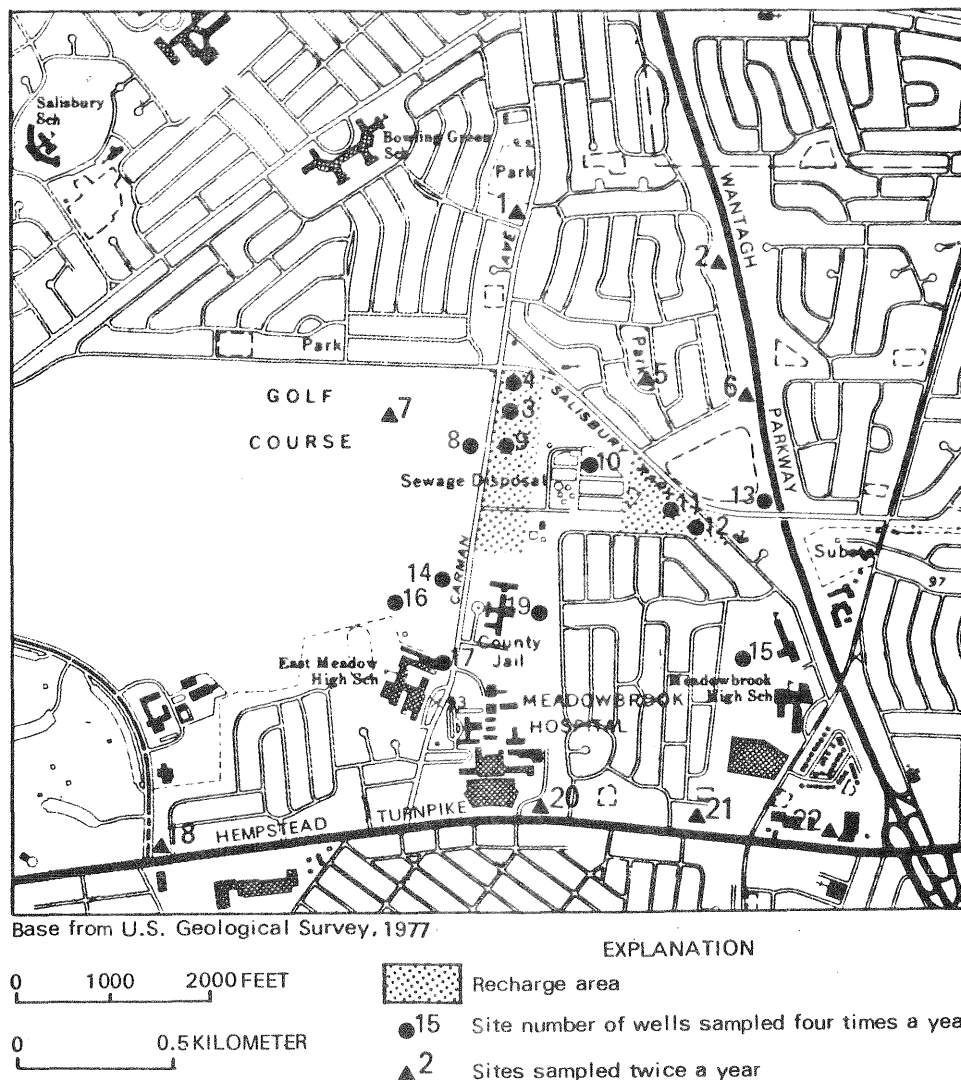 Salisbury
Sch
Bowling Green
Sch
Park
1
AVE
WANTAGH
2
Park
GOLF
COURSE
7
4
3
8
9
Park
5
6
SALISBURY
PARK
PARKWAY
10
Sewage Disposal
11
12
13
Substa
97
CARMAN
14
16
19
County
Jail
17
East Meadow
High Sch
15
Meadowbrook
High Sch
MEADOWBROOK
HOSPITAL
18
HEMPSTEAD TURNPIKE
20
21
22
Base from U.S. Geological Survey, 1977
EXPLANATION
0 1000 2000 FEET
Recharge area
15 Site number of wells sampled four times a yea
0 0.5 KILOMETER
2 Sites sampled twice a year